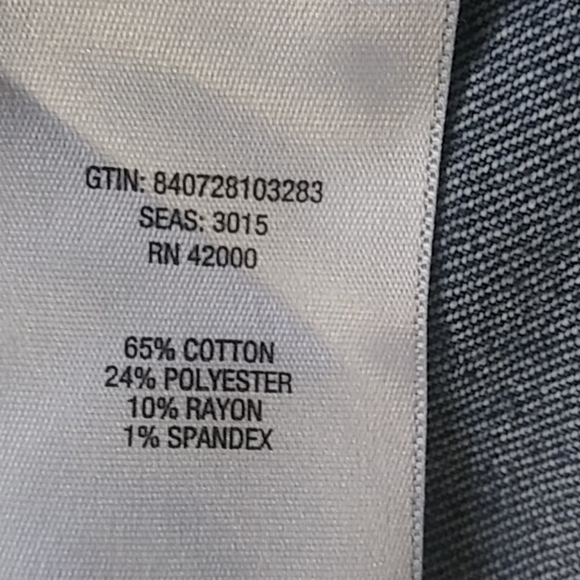 GTIN: 840728103283
SEAS: 3015
RN 42000
65% COTTON
24% POLYESTER
10% RAYON
1% SPANDEX